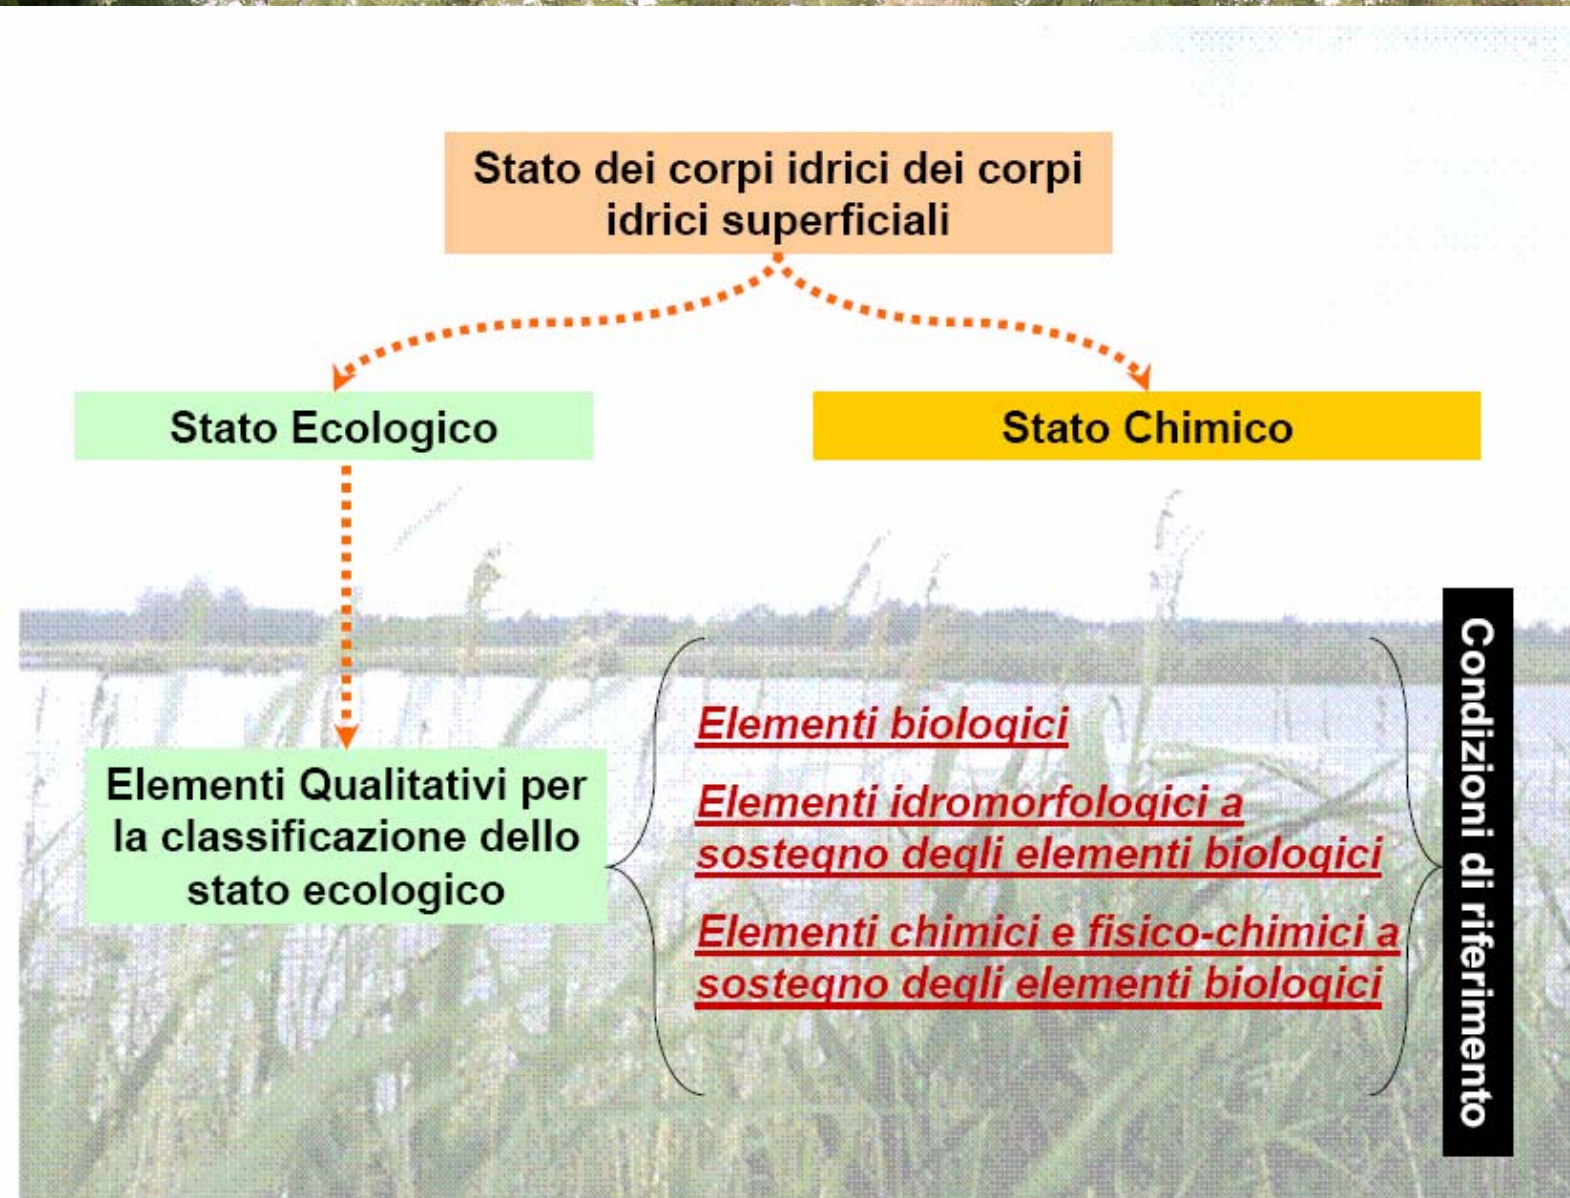 Stato dei corpi idrici dei corpi
idrici superficiali
Stato Ecologico
Stato Chimico
Elementi Qualitativi per
la classificazione dello
stato ecologico
Elementi biologici
Elementi idromorfologici a
sostegno degli elementi biologici
Elementi chimici e fisico-chimici a
sostegno degli elementi biologici
Condizioni di riferimento